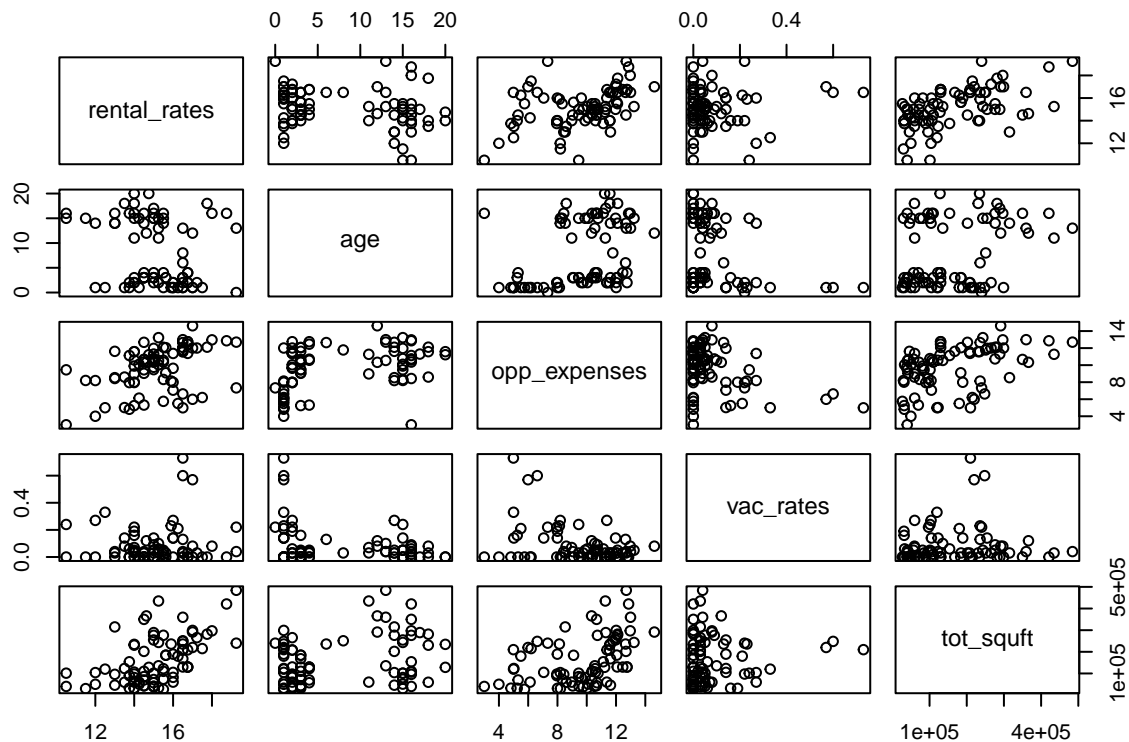 0 5 10 15 20 0.0 0.4
rental_rates 12 16
0 10 20 age
opp_expenses 4 8 14
0.0 0.4 vac_rates
tot_squft 1e+05 5e+05
12 16 4 8 12 1e+05 4e+05